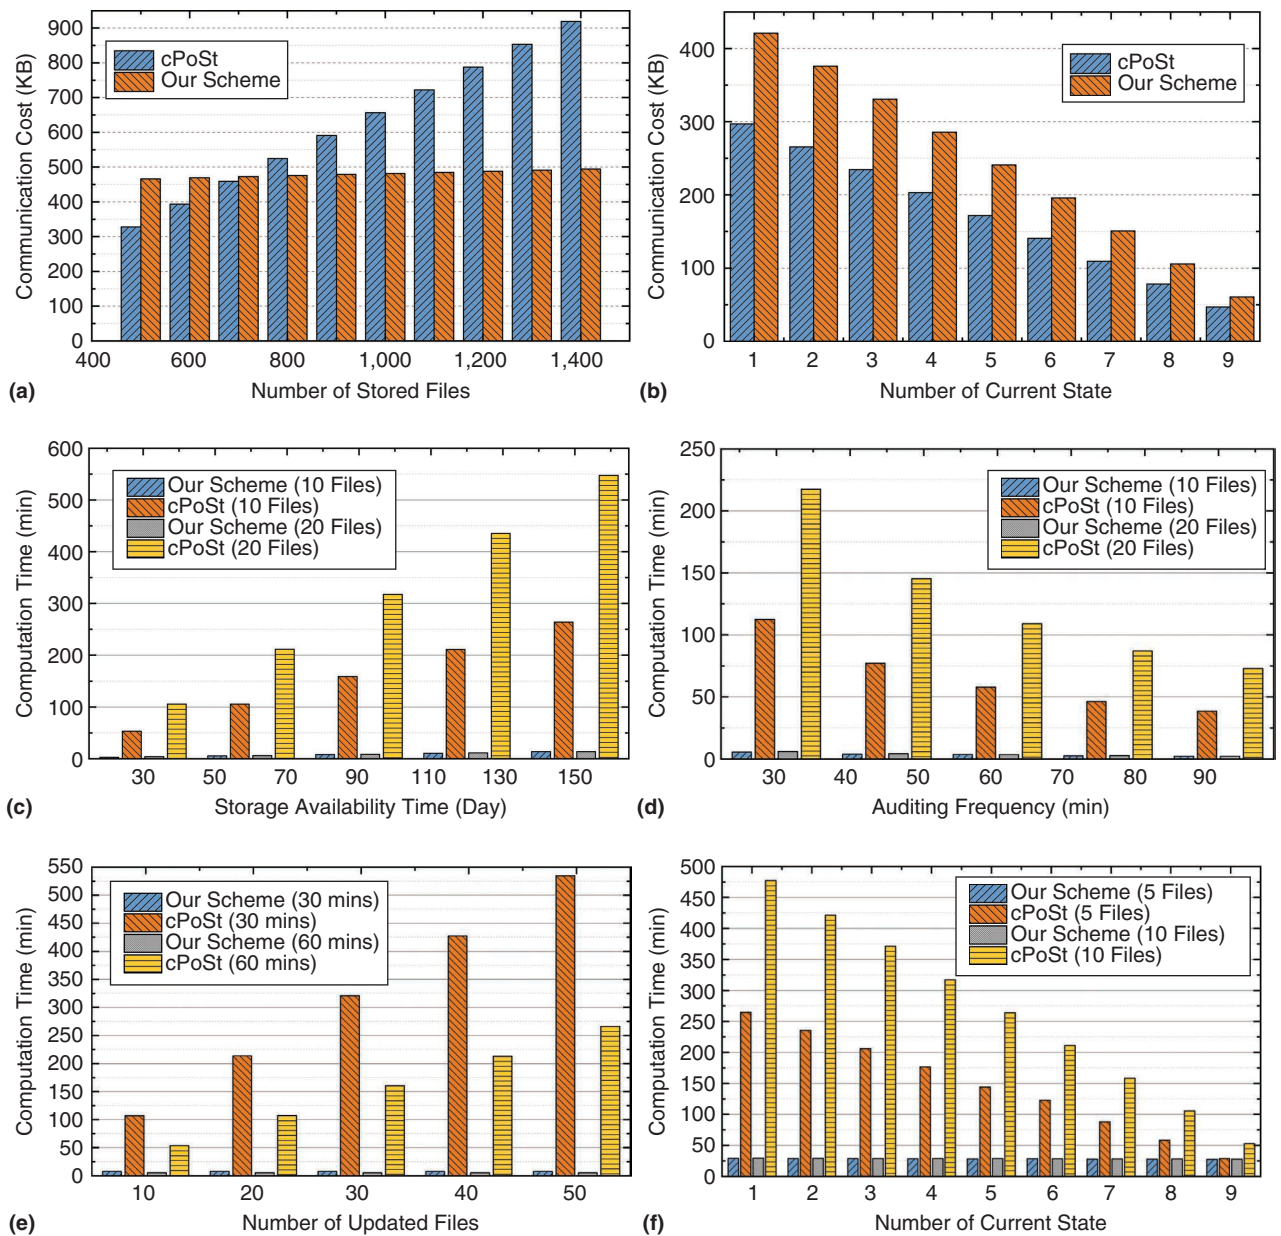 900
800
700
600
500
400
300
200
100
0
Communication Cost (KB)
cPoSt
Our Scheme
400 600 800 1,000 1,200 1,400
(a) Number of Stored Files
400
300
200
100
0
Communication Cost (KB)
cPoSt
Our Scheme
1 2 3 4 5 6 7 8 9
(b) Number of Current State
600
500
400
300
200
100
0
Computation Time (min)
Our Scheme (10 Files)
cPoSt (10 Files)
Our Scheme (20 Files)
cPoSt (20 Files)
30 50 70 90 110 130 150
(c) Storage Availability Time (Day)
250
200
150
100
50
0
Computation Time (min)
Our Scheme (10 Files)
cPoSt (10 Files)
Our Scheme (20 Files)
cPoSt (20 Files)
30 40 50 60 70 80 90
(d) Auditing Frequency (min)
550
500
450
400
350
300
250
200
150
100
50
0
Computation Time (min)
Our Scheme (30 mins)
cPoSt (30 mins)
Our Scheme (60 mins)
cPoSt (60 mins)
10 20 30 40 50
(e) Number of Updated Files
500
450
400
350
300
250
200
150
100
50
0
Computation Time (min)
Our Scheme (5 Files)
cPoSt (5 Files)
Our Scheme (10 Files)
cPoSt (10 Files)
1 2 3 4 5 6 7 8 9
(f) Number of Current State